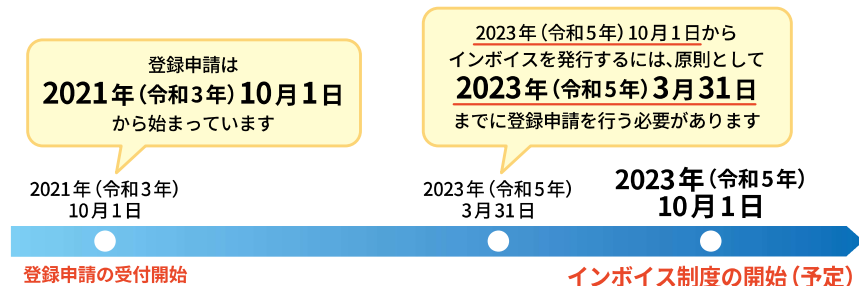 登録申請は
2021年(令和3年)10月1日
から始まっています
2023年(令和5年)10月1日から
インボイスを発行するには、原則として
2023年(令和5年)3月31日
までに登録申請を行う必要があります
2021年(令和3年)
10月1日
2023年(令和5年)
3月31日
2023年(令和5年)
10月1日
登録申請の受付開始
インボイス制度の開始(予定)